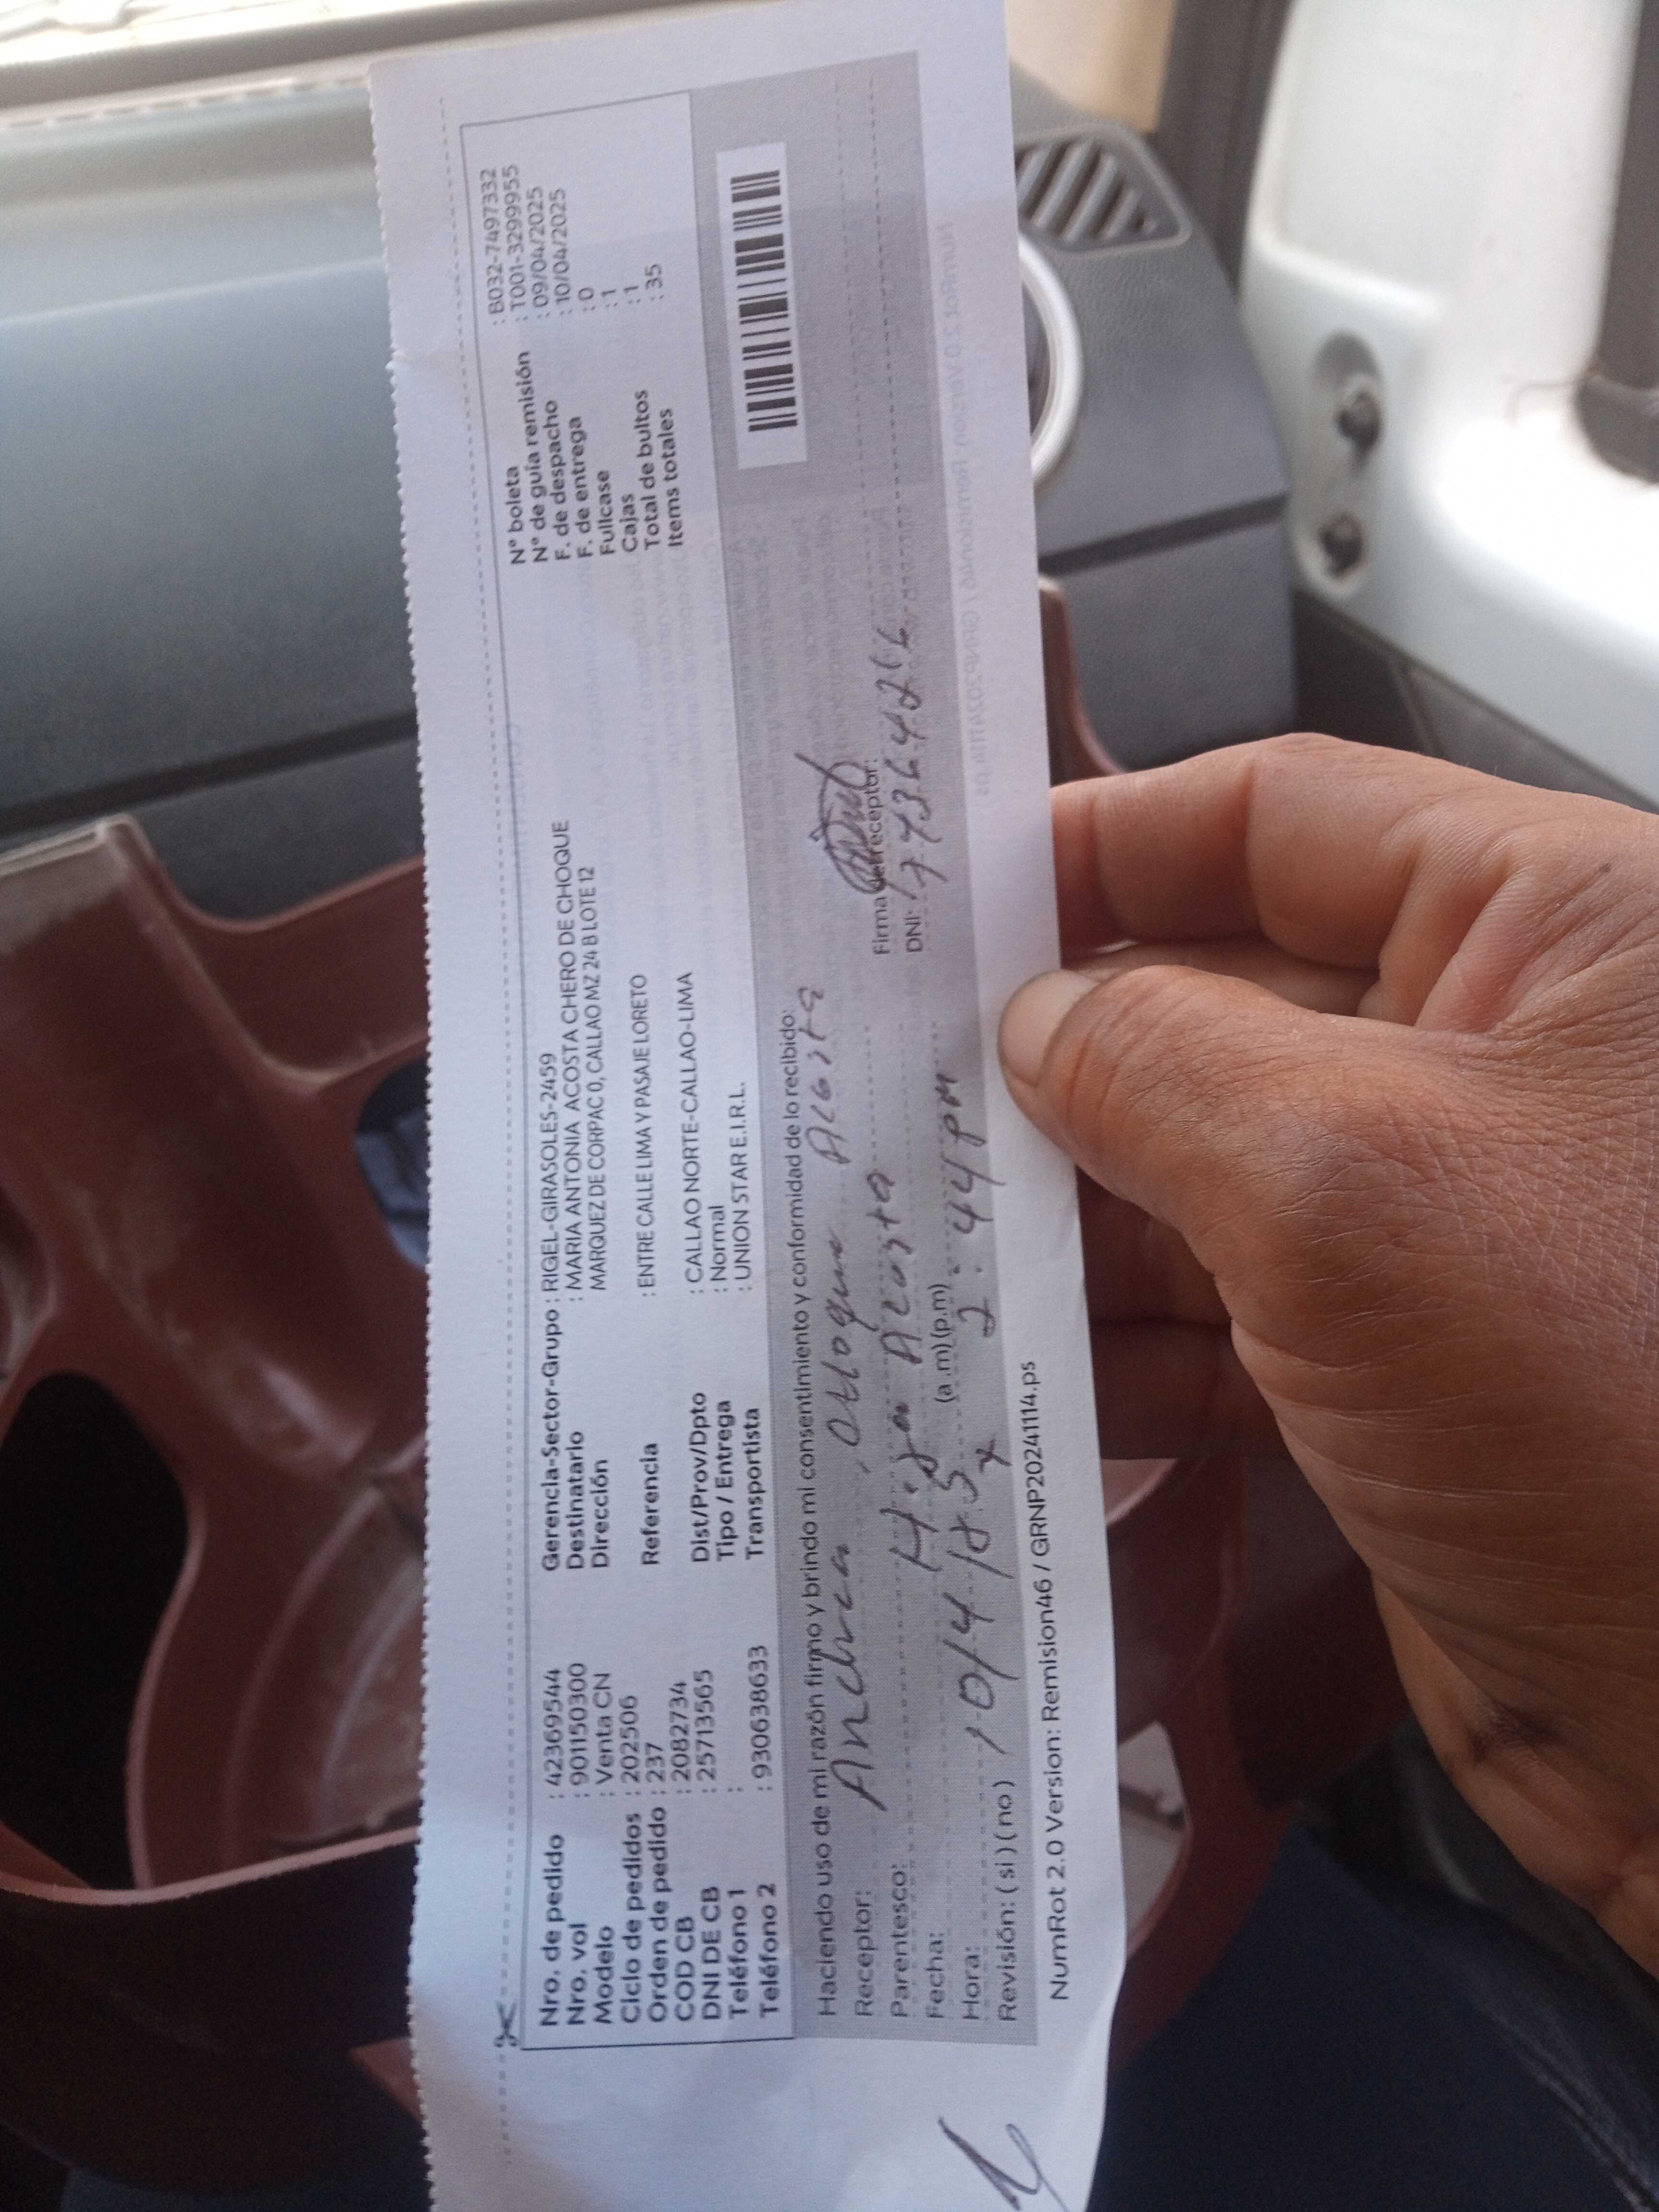 Nro. de pedido : 42369544
Nro. vol : 901150300
Modelo : Venta CN
Ciclo de pedidos : 202506
Orden de pedido : 237
COD CB : 2082734
DNI DE CB : 25713565
Teléfono 1 :
Teléfono 2 : 930638633
Gerencia-Sector-Grupo : RIGEL-GIRASOLES-2459
Destinatario : MARIA ANTONIA ACOSTA CHERO DE CHOQUE
Dirección MARQUEZ DE CORPAC 0, CALLAO MZ 24 B LOTE 12
Referencia : ENTRE CALLE LIMA Y PASAJE LORETO
Dist/Prov/Dpto : CALLAO NORTE-CALLAO-LIMA
Tipo / Entrega : Normal
Transportista : UNION STAR E.I.R.L.
N° boleta : B032-7497332
N° de guía remisión : T001-3299955
F. de despacho : 09/04/2025
F. de entrega : 10/04/2025
Fullcase : 0
Cajas : 1
Total de bultos : 1
Items totales : 35
Haciendo uso de mi razón firmo y brindo mi consentimiento y conformidad de lo recibido:
Receptor: Andrea Acosta
Parentesco: Hija Acosta
Firma del receptor:
Fecha: 10/4/
DNI: 77364266
Hora: (a.m)(p.m) 2:44 pm
Revisión: ( si ) ( no ) x
NumRot 2.0 Version: Remision46 / GRNP20241114.ps